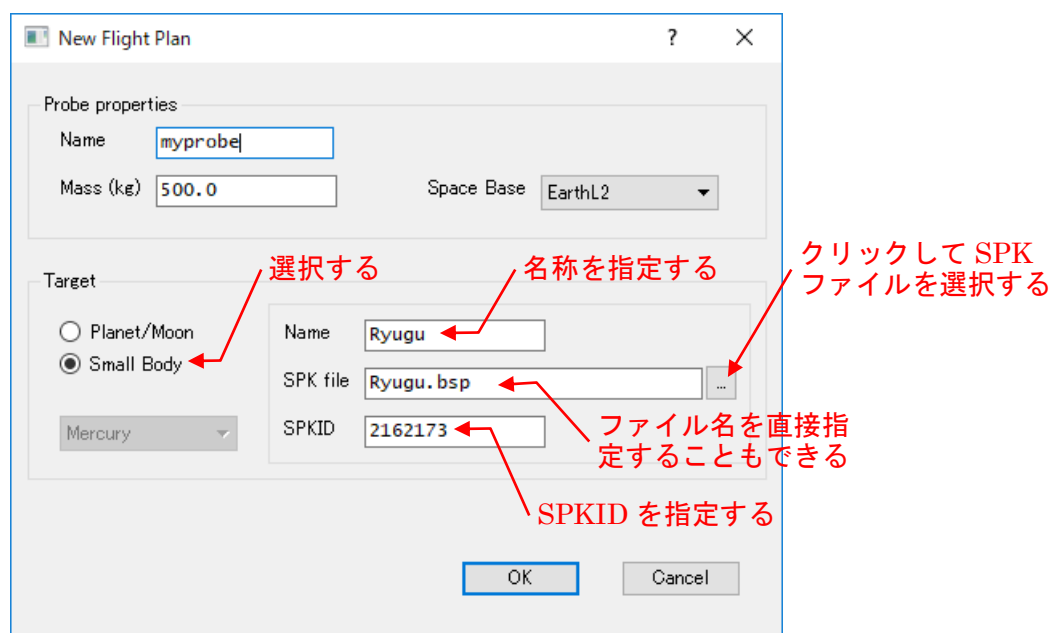 New Flight Plan
?
Probe properties
Name
myprobe
Mass (kg)
500.0
Space Base
EarthL2
選択する
名称を指定する
クリックして SPK
ファイルを選択する
Target
Planet/Moon
Small Body
Mercury
Name
Ryugu
SPK file
Ryugu.bsp
...
SPKID
2162173
ファイル名を直接指
定することもできる
SPKID を指定する
OK
Cancel